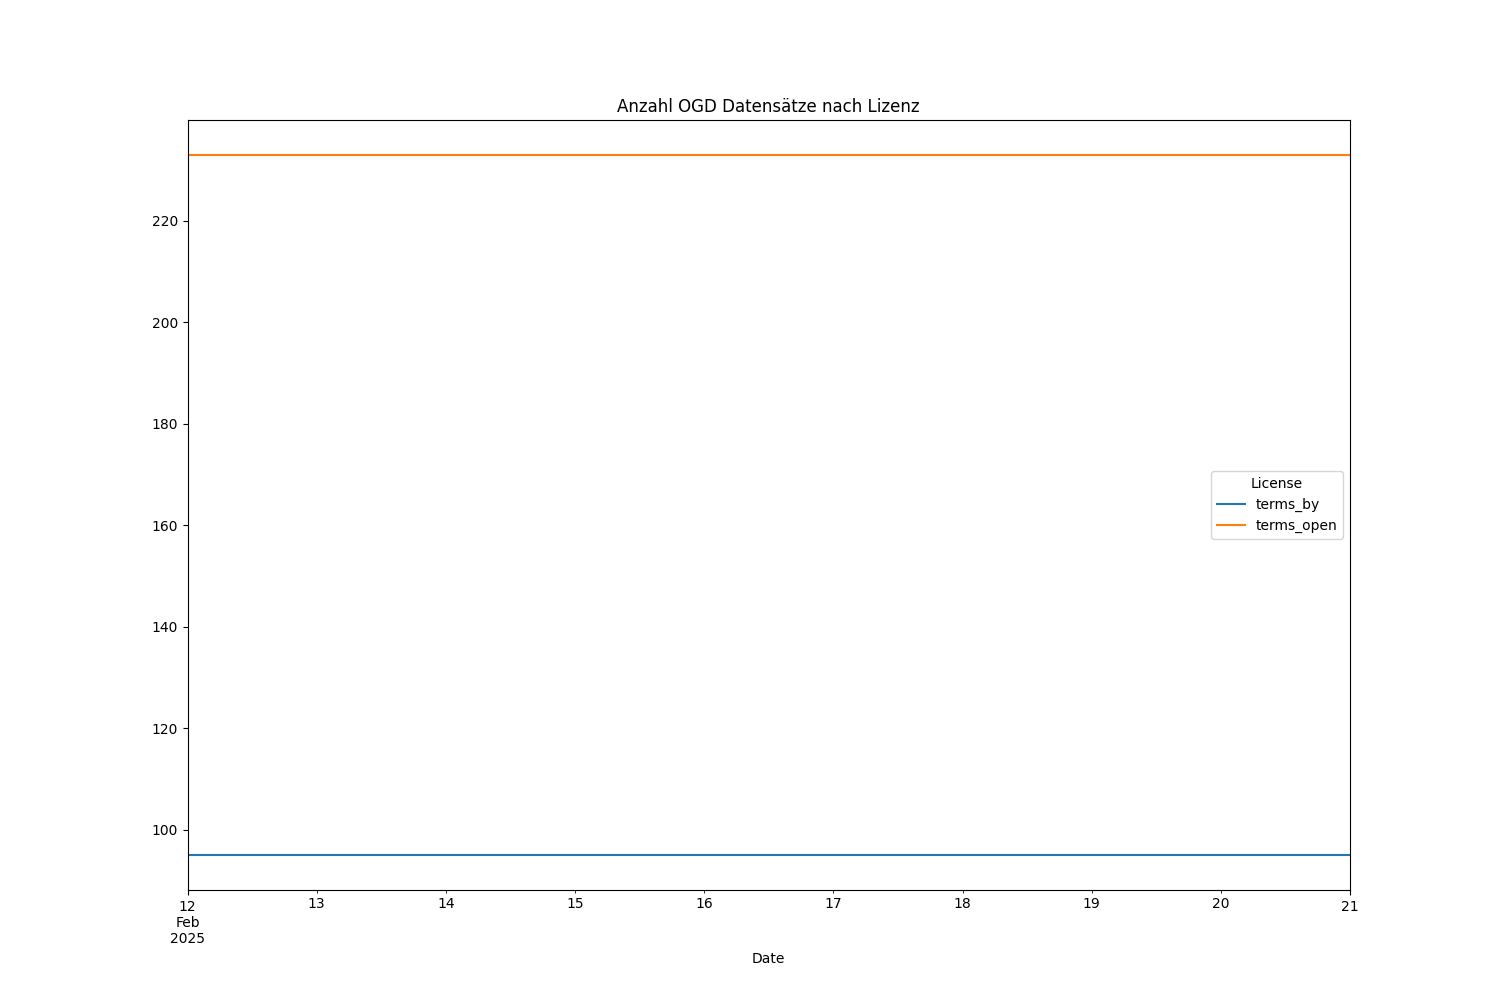 Anzahl OGD Datensätze nach Lizenz
220
200
180
160
140
120
100
License
terms_by
terms_open
12 13 14 15 16 17 18 19 20 21
Feb
2025
Date